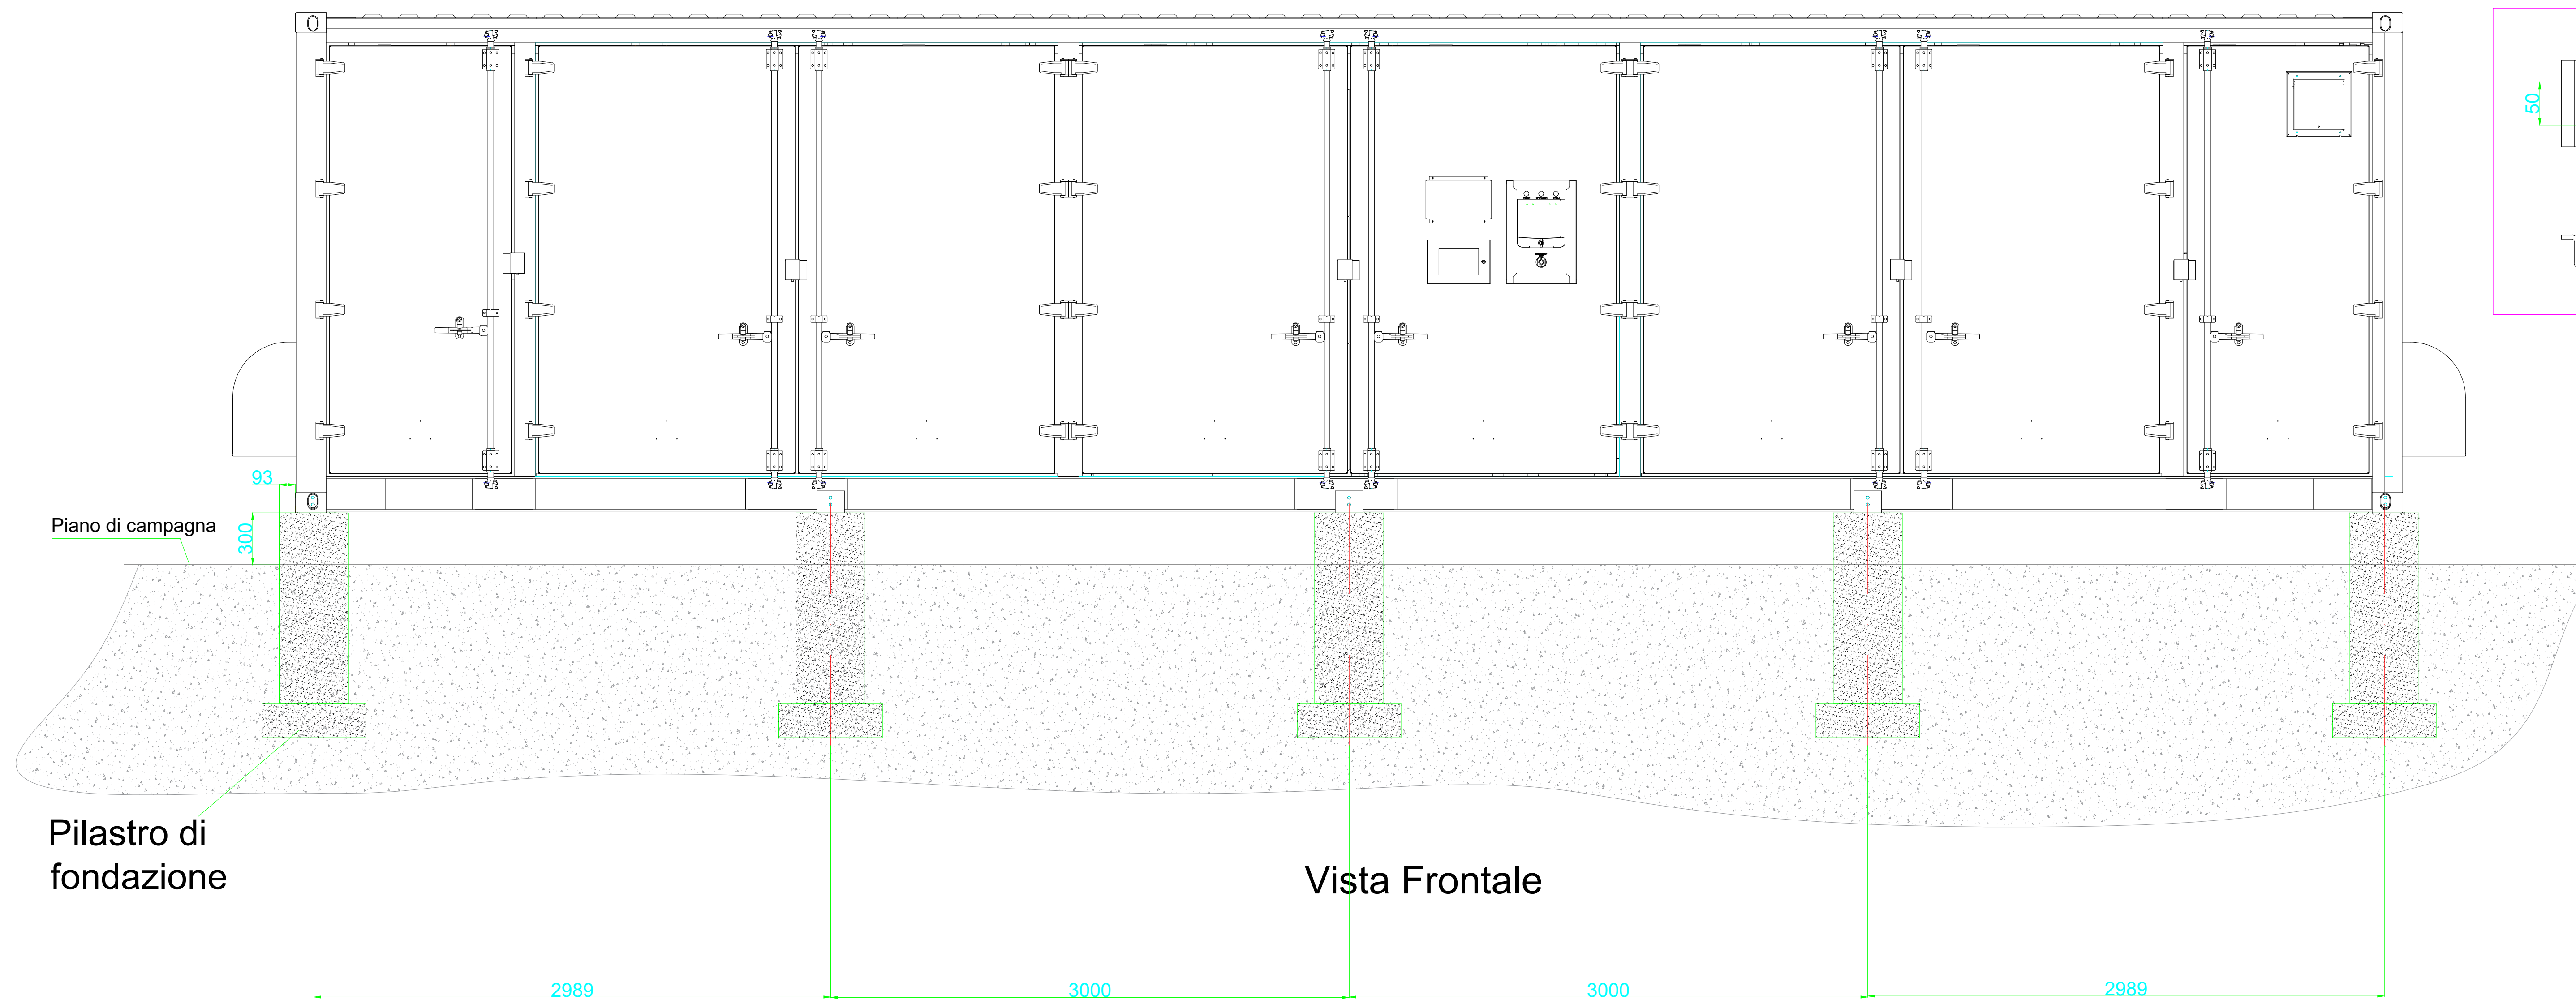 50
93
Piano di campagna
300
Pilastro di
fondazione
Vista Frontale
2989
3000
3000
2989